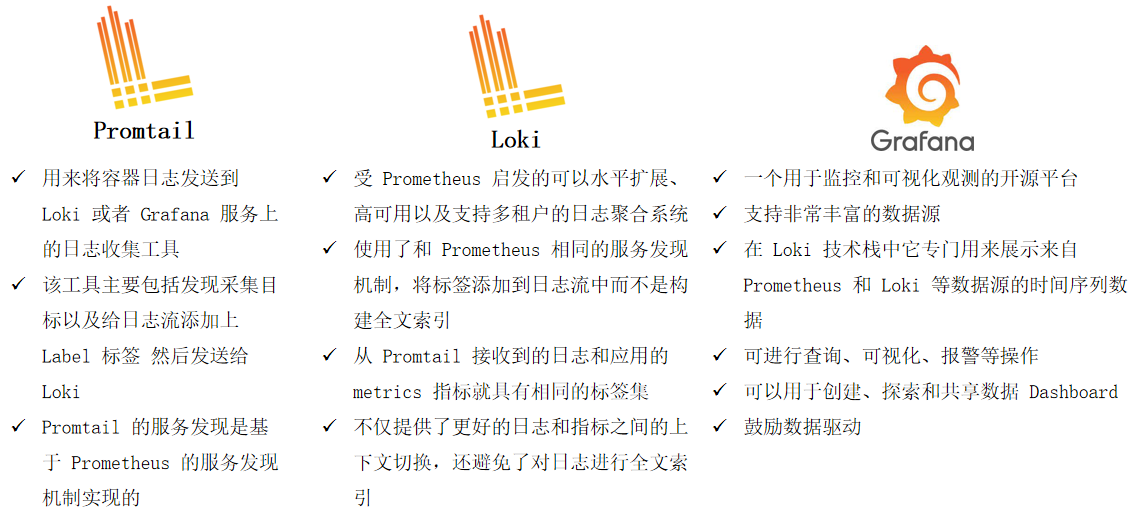 Promtail
✓ 用来将容器日志发送到
Loki 或者 Grafana 服务上
的日志收集工具
✓ 该工具主要包括发现采集目
标以及给日志流添加上
Label 标签 然后发送给
Loki
✓ Promtail 的服务发现是基
于 Prometheus 的服务发现
机制实现的
Loki
✓ 受 Prometheus 启发的可以水平扩展、
高可用以及支持多租户的日志聚合系统
✓ 使用了和 Prometheus 相同的服务发现
机制，将标签添加到日志流中而不是构
建全文索引
✓ 从 Promtail 接收到的日志和应用的
metrics 指标就具有相同的标签集
✓ 不仅提供了更好的日志和指标之间的上
下文切换，还避免了对日志进行全文索
引
Grafana
✓ 一个用于监控和可视化观测的开源平台
✓ 支持非常丰富的数据源
✓ 在 Loki 技术栈中它专门用来展示来自
Prometheus 和 Loki 等数据源的时间序列数
据
✓ 可进行查询、可视化、报警等操作
✓ 可以用于创建、探索和共享数据 Dashboard
✓ 鼓励数据驱动